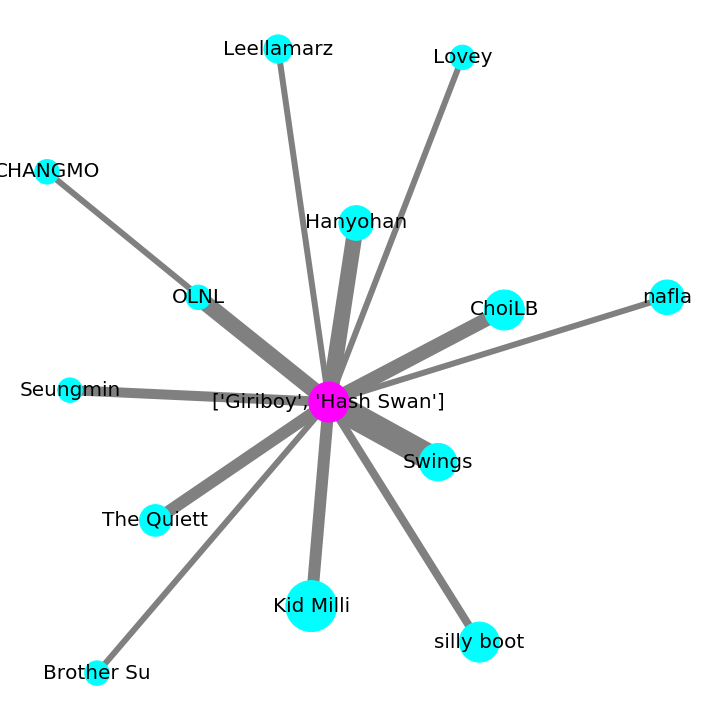 Leellamarz
Lovey
CHANGMO
Hanyohan
OLNL
ChoiLB
nafla
Seungmin
['Giriboy', 'Hash Swan']
Swings
The Quiett
Kid Milli
silly boot
Brother Su